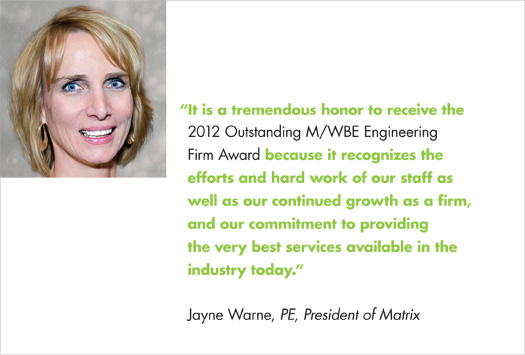 “It is a tremendous honor to receive the
2012 Outstanding M/WBE Engineering
Firm Award because it recognizes the
efforts and hard work of our staff as
well as our continued growth as a firm,
and our commitment to providing
the very best services available in the
industry today.”
Jayne Warne, PE, President of Matrix